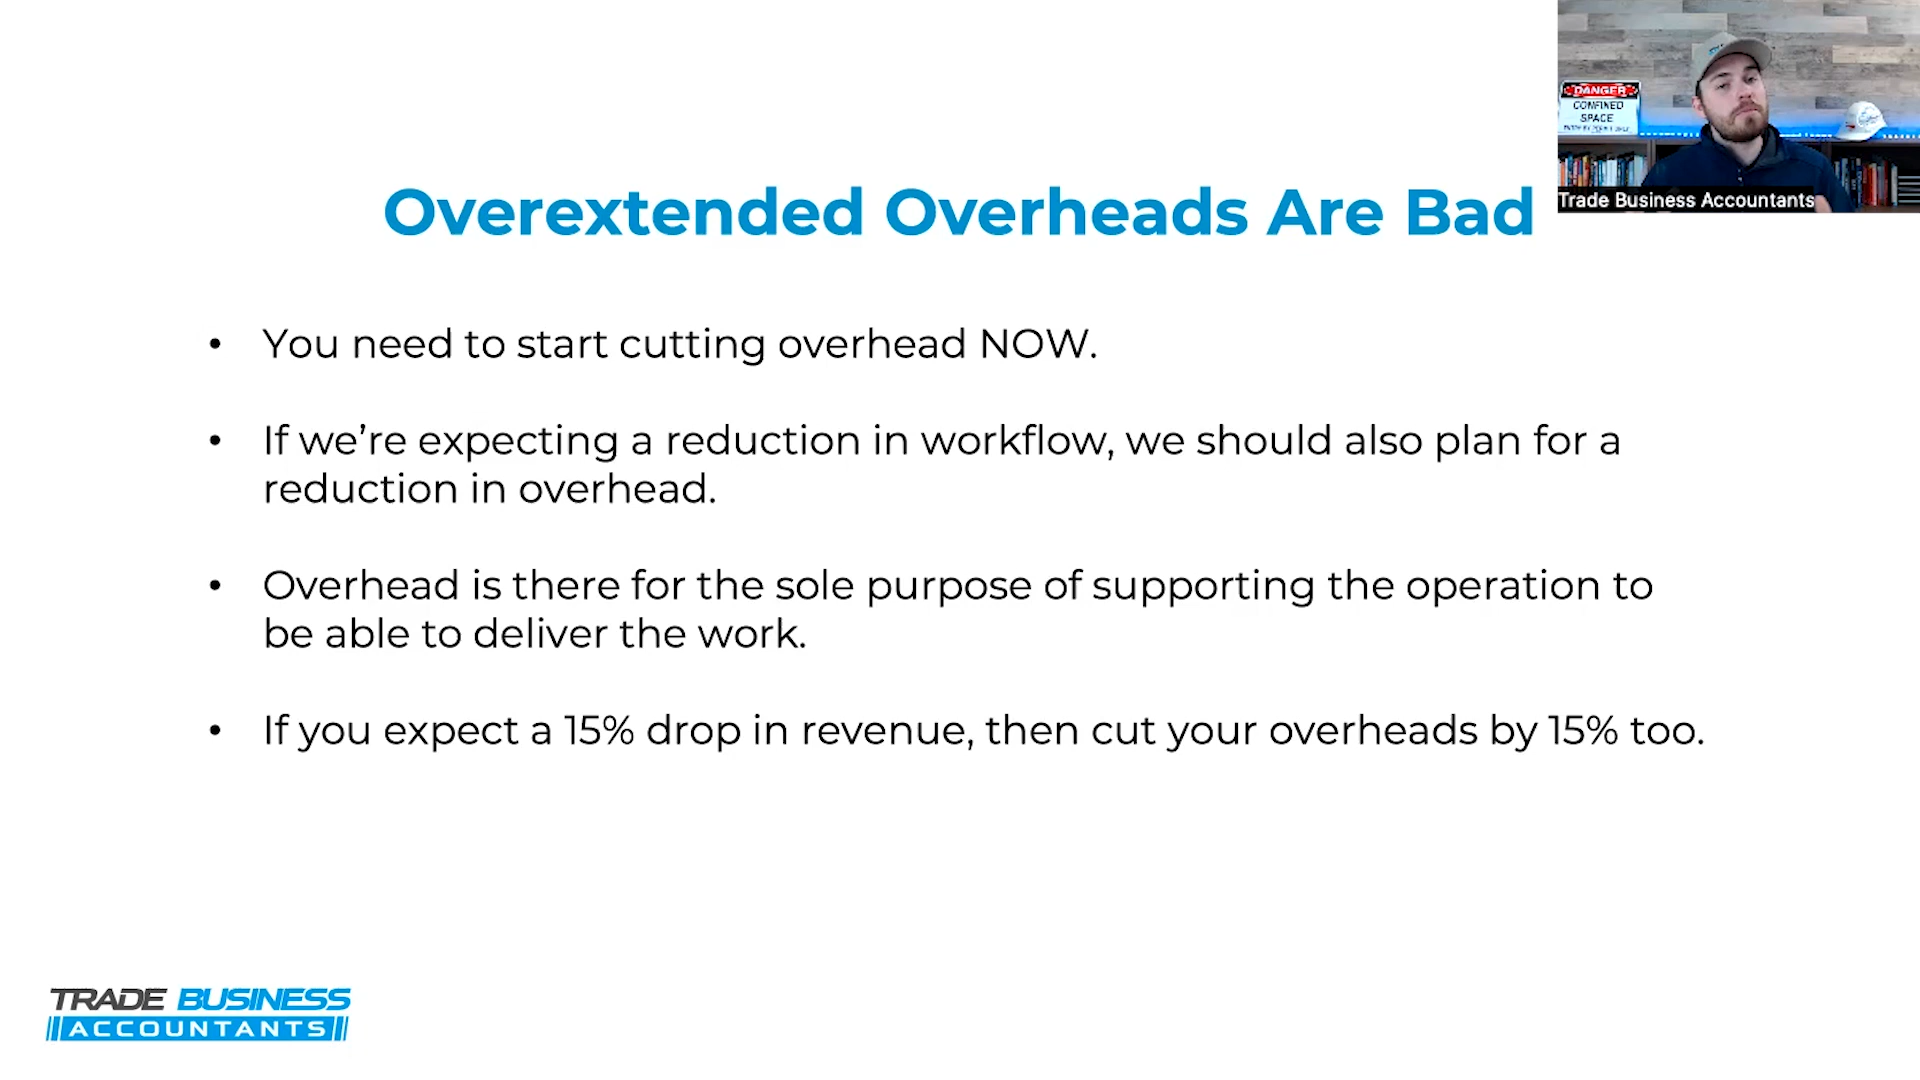 DANGER
CONFINED
SPACE
Trade Business Accountants
Overextended Overheads Are Bad
• You need to start cutting overhead NOW.
• If we’re expecting a reduction in workflow, we should also plan for a
reduction in overhead.
• Overhead is there for the sole purpose of supporting the operation to
be able to deliver the work.
• If you expect a 15% drop in revenue, then cut your overheads by 15% too.
TRADE BUSINESS
ACCOUNTANTS